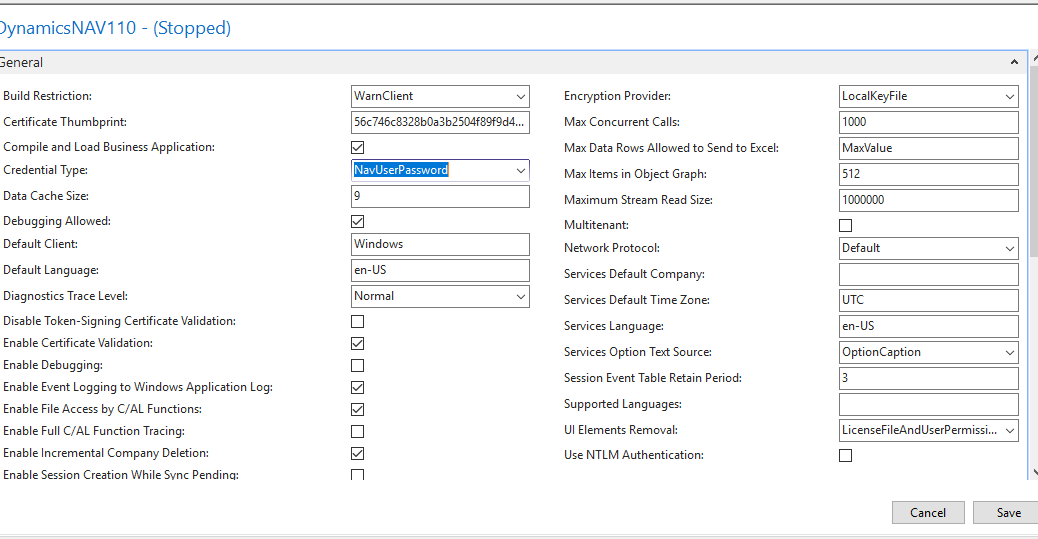 DynamicsNAV110 - (Stopped)
General
Build Restriction: WarnClient
Certificate Thumbprint: 56c746c8328b0a3b2504f89f9d4...
Compile and Load Business Application:
Credential Type: NavUserPassword
Data Cache Size: 9
Debugging Allowed:
Default Client: Windows
Default Language: en-US
Diagnostics Trace Level: Normal
Disable Token-Signing Certificate Validation:
Enable Certificate Validation:
Enable Debugging:
Enable Event Logging to Windows Application Log:
Enable File Access by C/AL Functions:
Enable Full C/AL Function Tracing:
Enable Incremental Company Deletion:
Enable Session Creation While Sync Pending:
Encryption Provider: LocalKeyFile
Max Concurrent Calls: 1000
Max Data Rows Allowed to Send to Excel: MaxValue
Max Items in Object Graph: 512
Maximum Stream Read Size: 1000000
Multitenant:
Network Protocol: Default
Services Default Company:
Services Default Time Zone: UTC
Services Language: en-US
Services Option Text Source: OptionCaption
Session Event Table Retain Period: 3
Supported Languages:
UI Elements Removal: LicenseFileAndUserPermissi...
Use NTLM Authentication:
Cancel Save